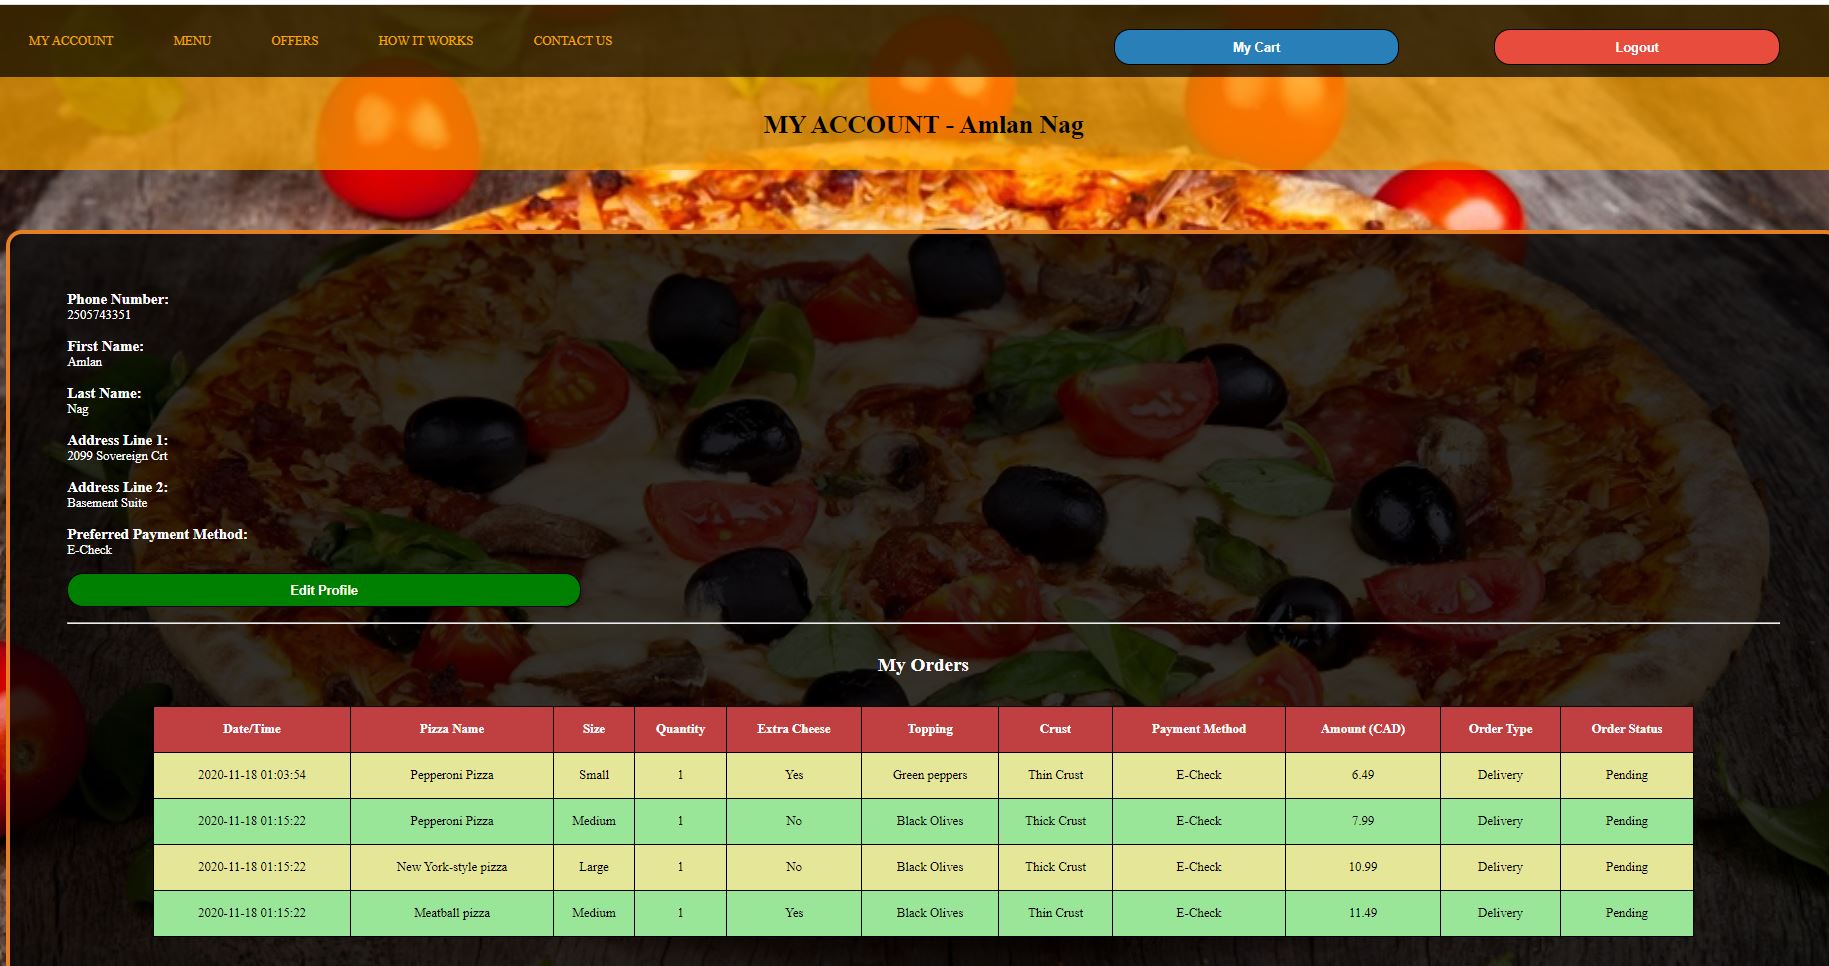 MY ACCOUNT MENU OFFERS HOW IT WORKS CONTACT US My Cart Logout
MY ACCOUNT - Amlan Nag
Phone Number:
2505743351
First Name:
Amlan
Last Name:
Nag
Address Line 1:
2099 Sovereign Crt
Address Line 2:
Basement Suite
Preferred Payment Method:
E-Check
Edit Profile
My Orders
Date/Time Pizza Name Size Quantity Extra Cheese Topping Crust Payment Method Amount (CAD) Order Type Order Status
2020-11-18 01:03:54 Pepperoni Pizza Small 1 Yes Green peppers Thin Crust E-Check 6.49 Delivery Pending
2020-11-18 01:15:22 Pepperoni Pizza Medium 1 No Black Olives Thick Crust E-Check 7.99 Delivery Pending
2020-11-18 01:15:22 New York-style pizza Large 1 No Black Olives Thick Crust E-Check 10.99 Delivery Pending
2020-11-18 01:15:22 Meatball pizza Medium 1 Yes Black Olives Thin Crust E-Check 11.49 Delivery Pending